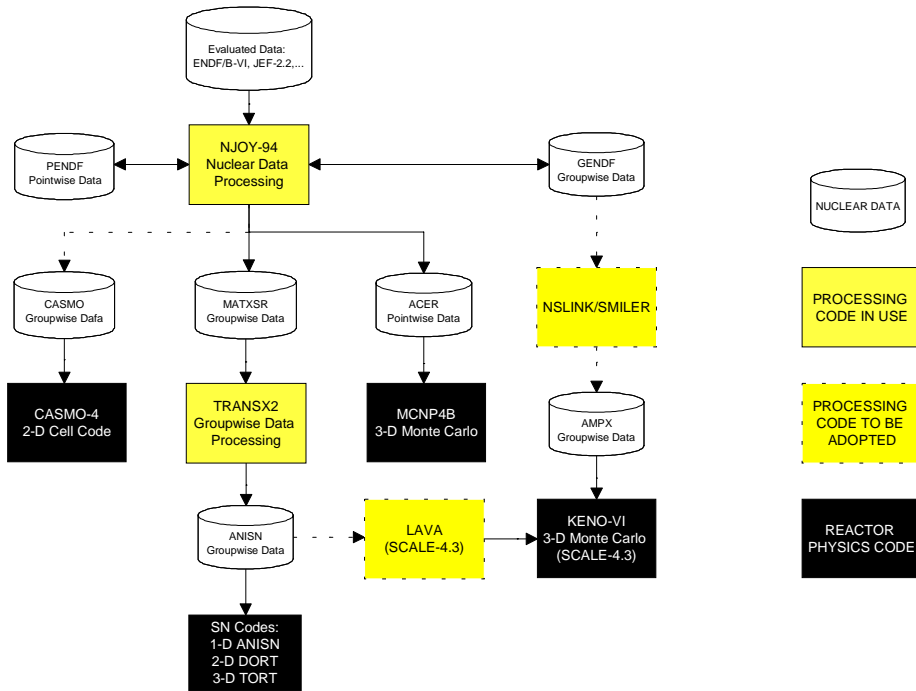 Evaluated Data:
ENDF/B-VI, JEF-2.2,...
PENDF
Pointwise Data
NJOY-94
Nuclear Data
Processing
GENDF
Groupwise Data
NUCLEAR DATA
CASMO
Groupwise Dafa
MATXSR
Groupwise Data
ACER
Pointwise Data
NSLINK/SMILER
PROCESSING
CODE IN USE
CASMO-4
2-D Cell Code
TRANSX2
Groupwise Data
Processing
MCNP4B
3-D Monte Carlo
AMPX
Groupwise Data
PROCESSING
CODE TO BE
ADOPTED
ANISN
Groupwise Data
LAVA
(SCALE-4.3)
KENO-VI
3-D Monte Carlo
(SCALE-4.3)
REACTOR
PHYSICS CODE
SN Codes:
1-D ANISN
2-D DORT
3-D TORT